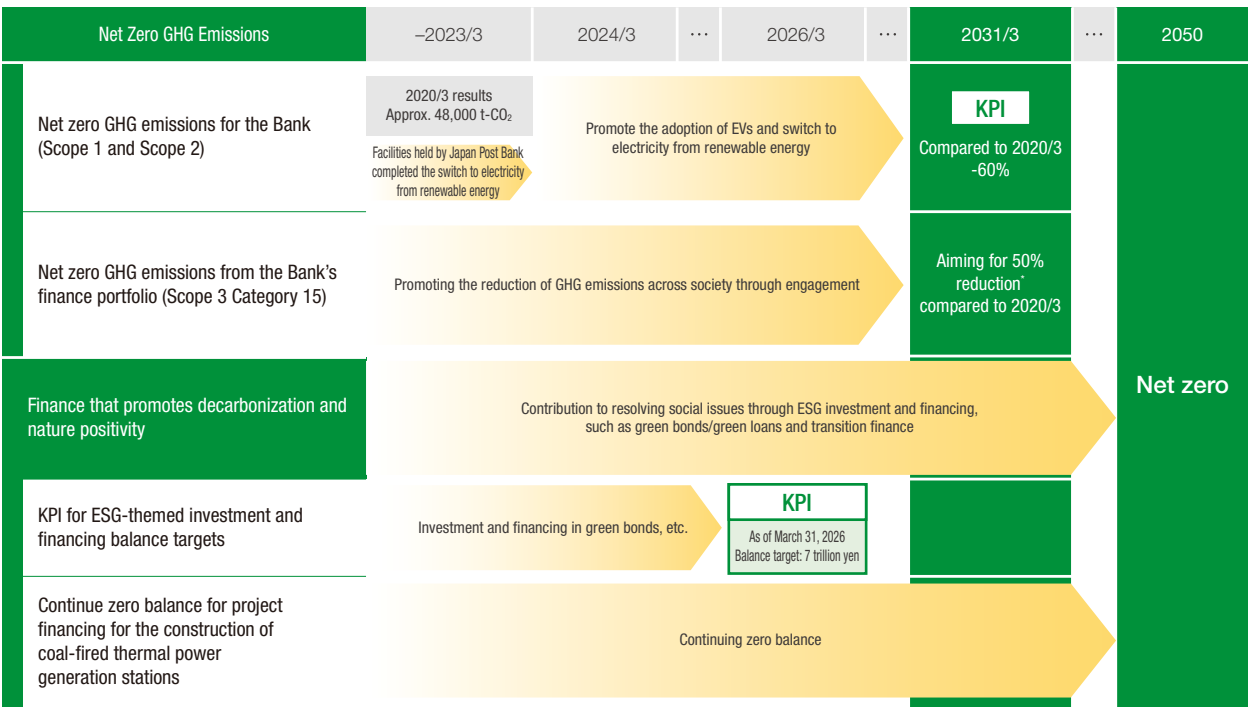 Net Zero GHG Emissions
–2023/3
2024/3
…
2026/3
…
2031/3
…
2050
Net zero GHG emissions for the Bank
(Scope 1 and Scope 2)
2020/3 results
Approx. 48,000 t-CO₂
Facilities held by Japan Post Bank
completed the switch to electricity
from renewable energy
Promote the adoption of EVs and switch to
electricity from renewable energy
KPI
Compared to 2020/3
-60%
Net zero GHG emissions from the Bank's
finance portfolio (Scope 3 Category 15)
Promoting the reduction of GHG emissions across society through engagement
Aiming for 50%
reduction*
compared to 2020/3
Net zero
Finance that promotes decarbonization and
nature positivity
Contribution to resolving social issues through ESG investment and financing,
such as green bonds/green loans and transition finance
KPI for ESG-themed investment and
financing balance targets
Investment and financing in green bonds, etc.
KPI
As of March 31, 2026
Balance target: 7 trillion yen
Continue zero balance for project
financing for the construction of
coal-fired thermal power
generation stations
Continuing zero balance